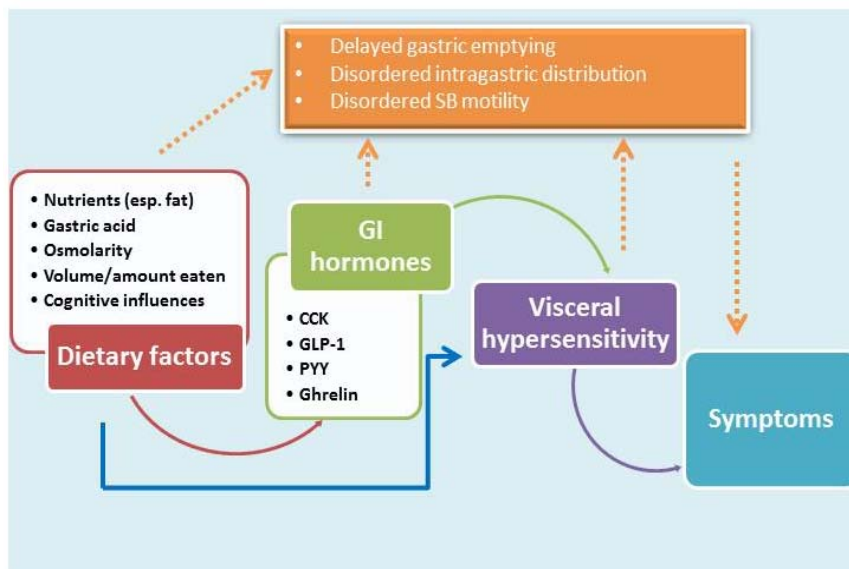 • Delayed gastric emptying
• Disordered intragastric distribution
• Disordered SB motility
• Nutrients (esp. fat)
• Gastric acid
• Osmolarity
• Volume/amount eaten
• Cognitive influences
Dietary factors
GI
hormones
• CCK
• GLP-1
• PYY
• Ghrelin
Visceral
hypersensitivity
Symptoms